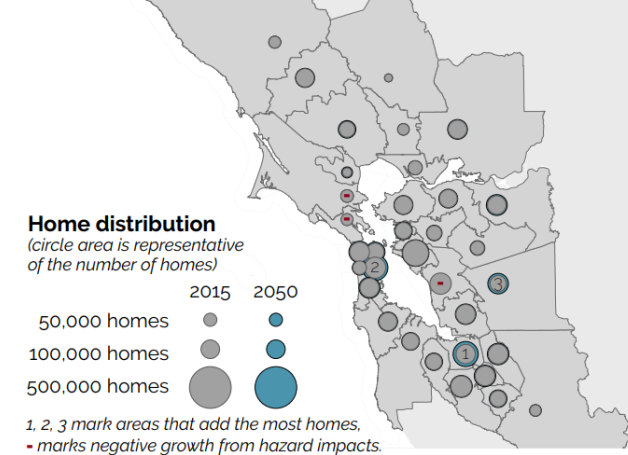 2
3
1
Home distribution
(circle area is representative
of the number of homes)
2015 2050
50,000 homes
100,000 homes
500,000 homes
1, 2, 3 mark areas that add the most homes,
- marks negative growth from hazard impacts.